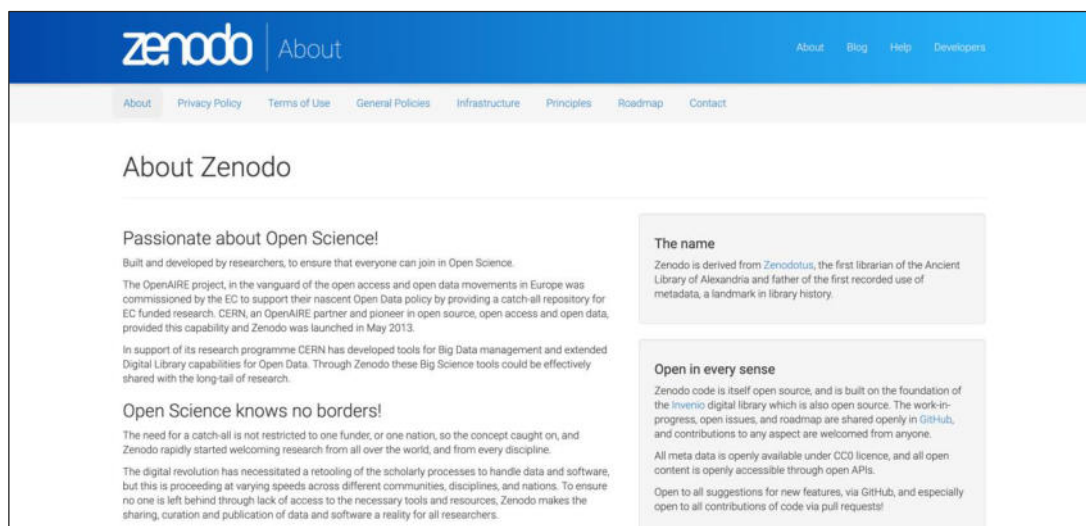 zenodo About
About Blog Help Developers
About Privacy Policy Terms of Use General Policies Infrastructure Principles Roadmap Contact
About Zenodo
Passionate about Open Science!
Built and developed by researchers, to ensure that everyone can join in Open Science.
The OpenAIRE project, in the vanguard of the open access and open data movements in Europe was
commissioned by the EC to support their nascent Open Data policy by providing a catch-all repository for
EC funded research. CERN, an OpenAIRE partner and pioneer in open source, open access and open data,
provided this capability and Zenodo was launched in May 2013.
In support of its research programme CERN has developed tools for Big Data management and extended
Digital Library capabilities for Open Data. Through Zenodo these Big Science tools could be effectively
shared with the long-tail of research.
Open Science knows no borders!
The need for a catch-all is not restricted to one funder, or one nation, so the concept caught on, and
Zenodo rapidly started welcoming research from all over the world, and from every discipline.
The digital revolution has necessitated a retooling of the scholarly processes to handle data and software,
but this is proceeding at varying speeds across different communities, disciplines, and nations. To ensure
no one is left behind through lack of access to the necessary tools and resources, Zenodo makes the
sharing, curation and publication of data and software a reality for all researchers.
The name
Zenodo is derived from Zenodotus, the first librarian of the Ancient
Library of Alexandria and father of the first recorded use of
metadata, a landmark in library history.
Open in every sense
Zenodo code is itself open source, and is built on the foundation of
the Invenio digital library which is also open source. The work-in-
progress, open issues, and roadmap are shared openly in GitHub,
and contributions to any aspect are welcomed from anyone.
All meta data is openly available under CC0 licence, and all open
content is openly accessible through open APIs.
Open to all suggestions for new features, via GitHub, and especially
open to all contributions of code via pull requests!